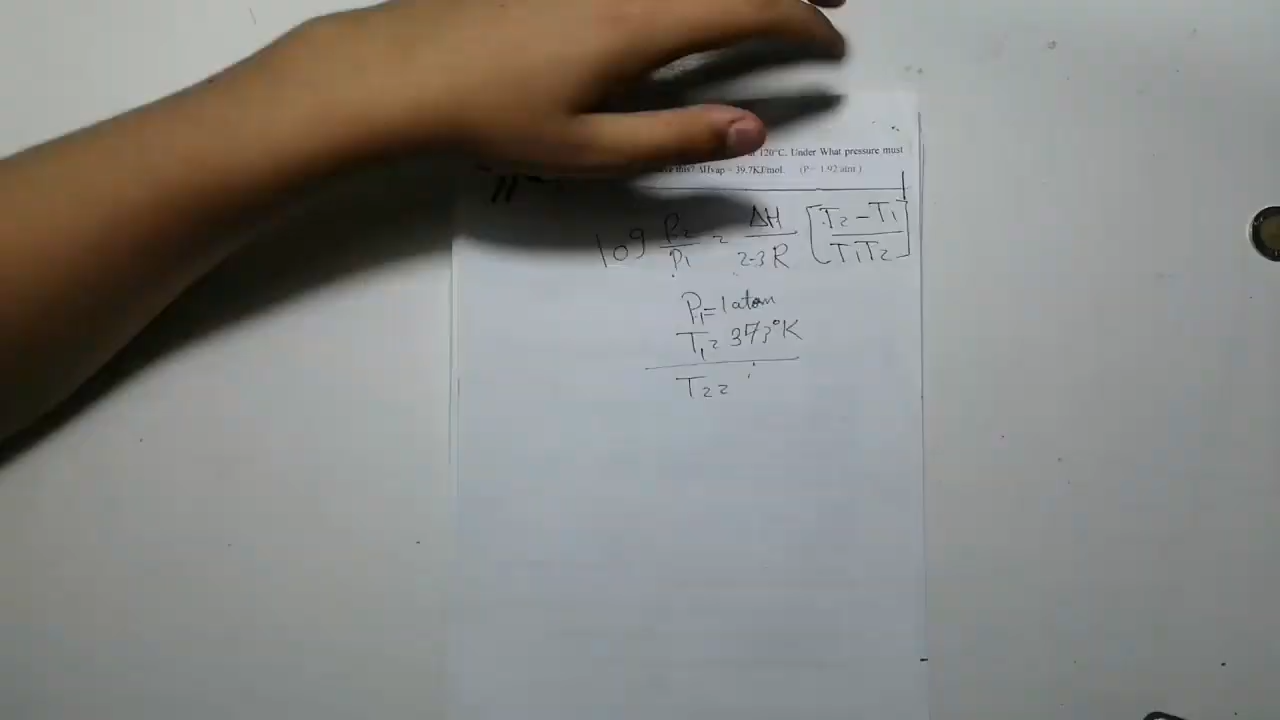 120°C. Under What pressure must
this? ΔHvap = 39.7KJ/mol. (P= 1.92 atm )
log P2/P1 = ΔH/2.3R [T2-T1/T1T2]
P1=1 atom
T1= 373°K
T2=